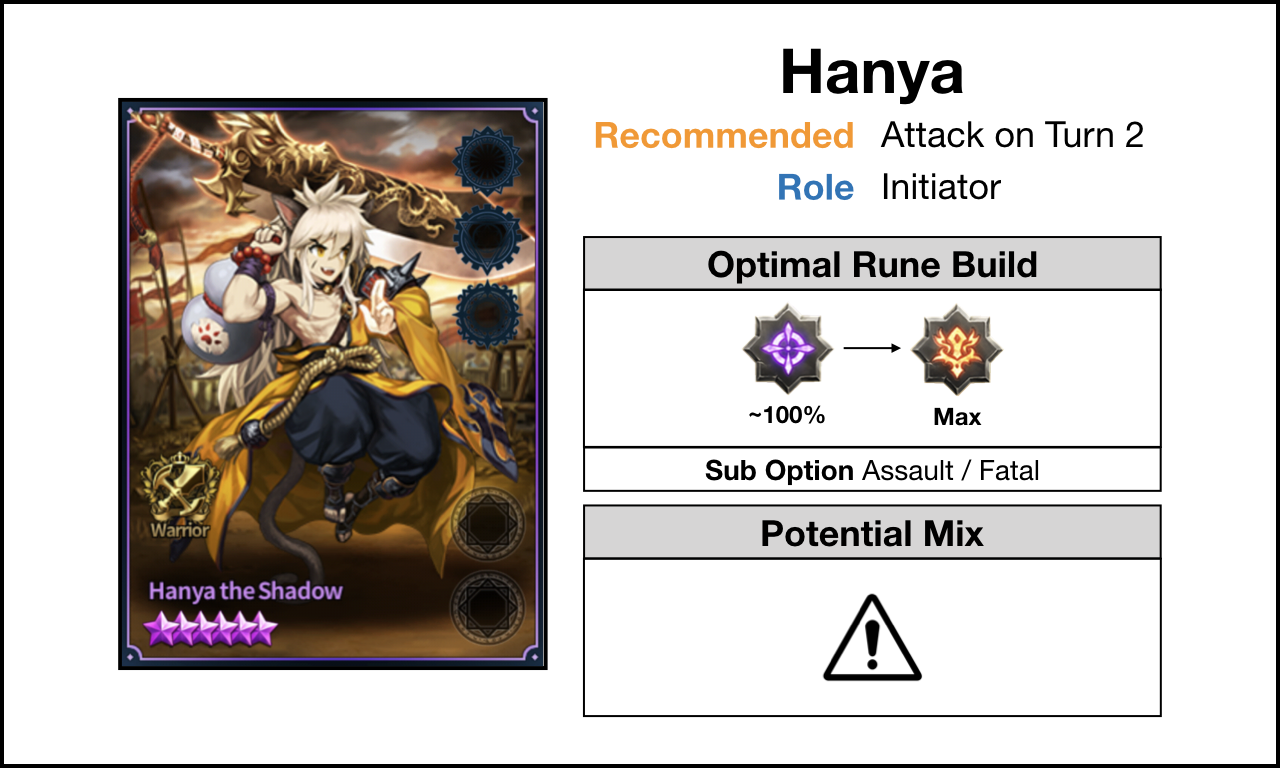 Hanya
Recommended Attack on Turn 2
Role Initiator
Optimal Rune Build
~100%
Max
Sub Option Assault / Fatal
Potential Mix
Warrior
Hanya the Shadow